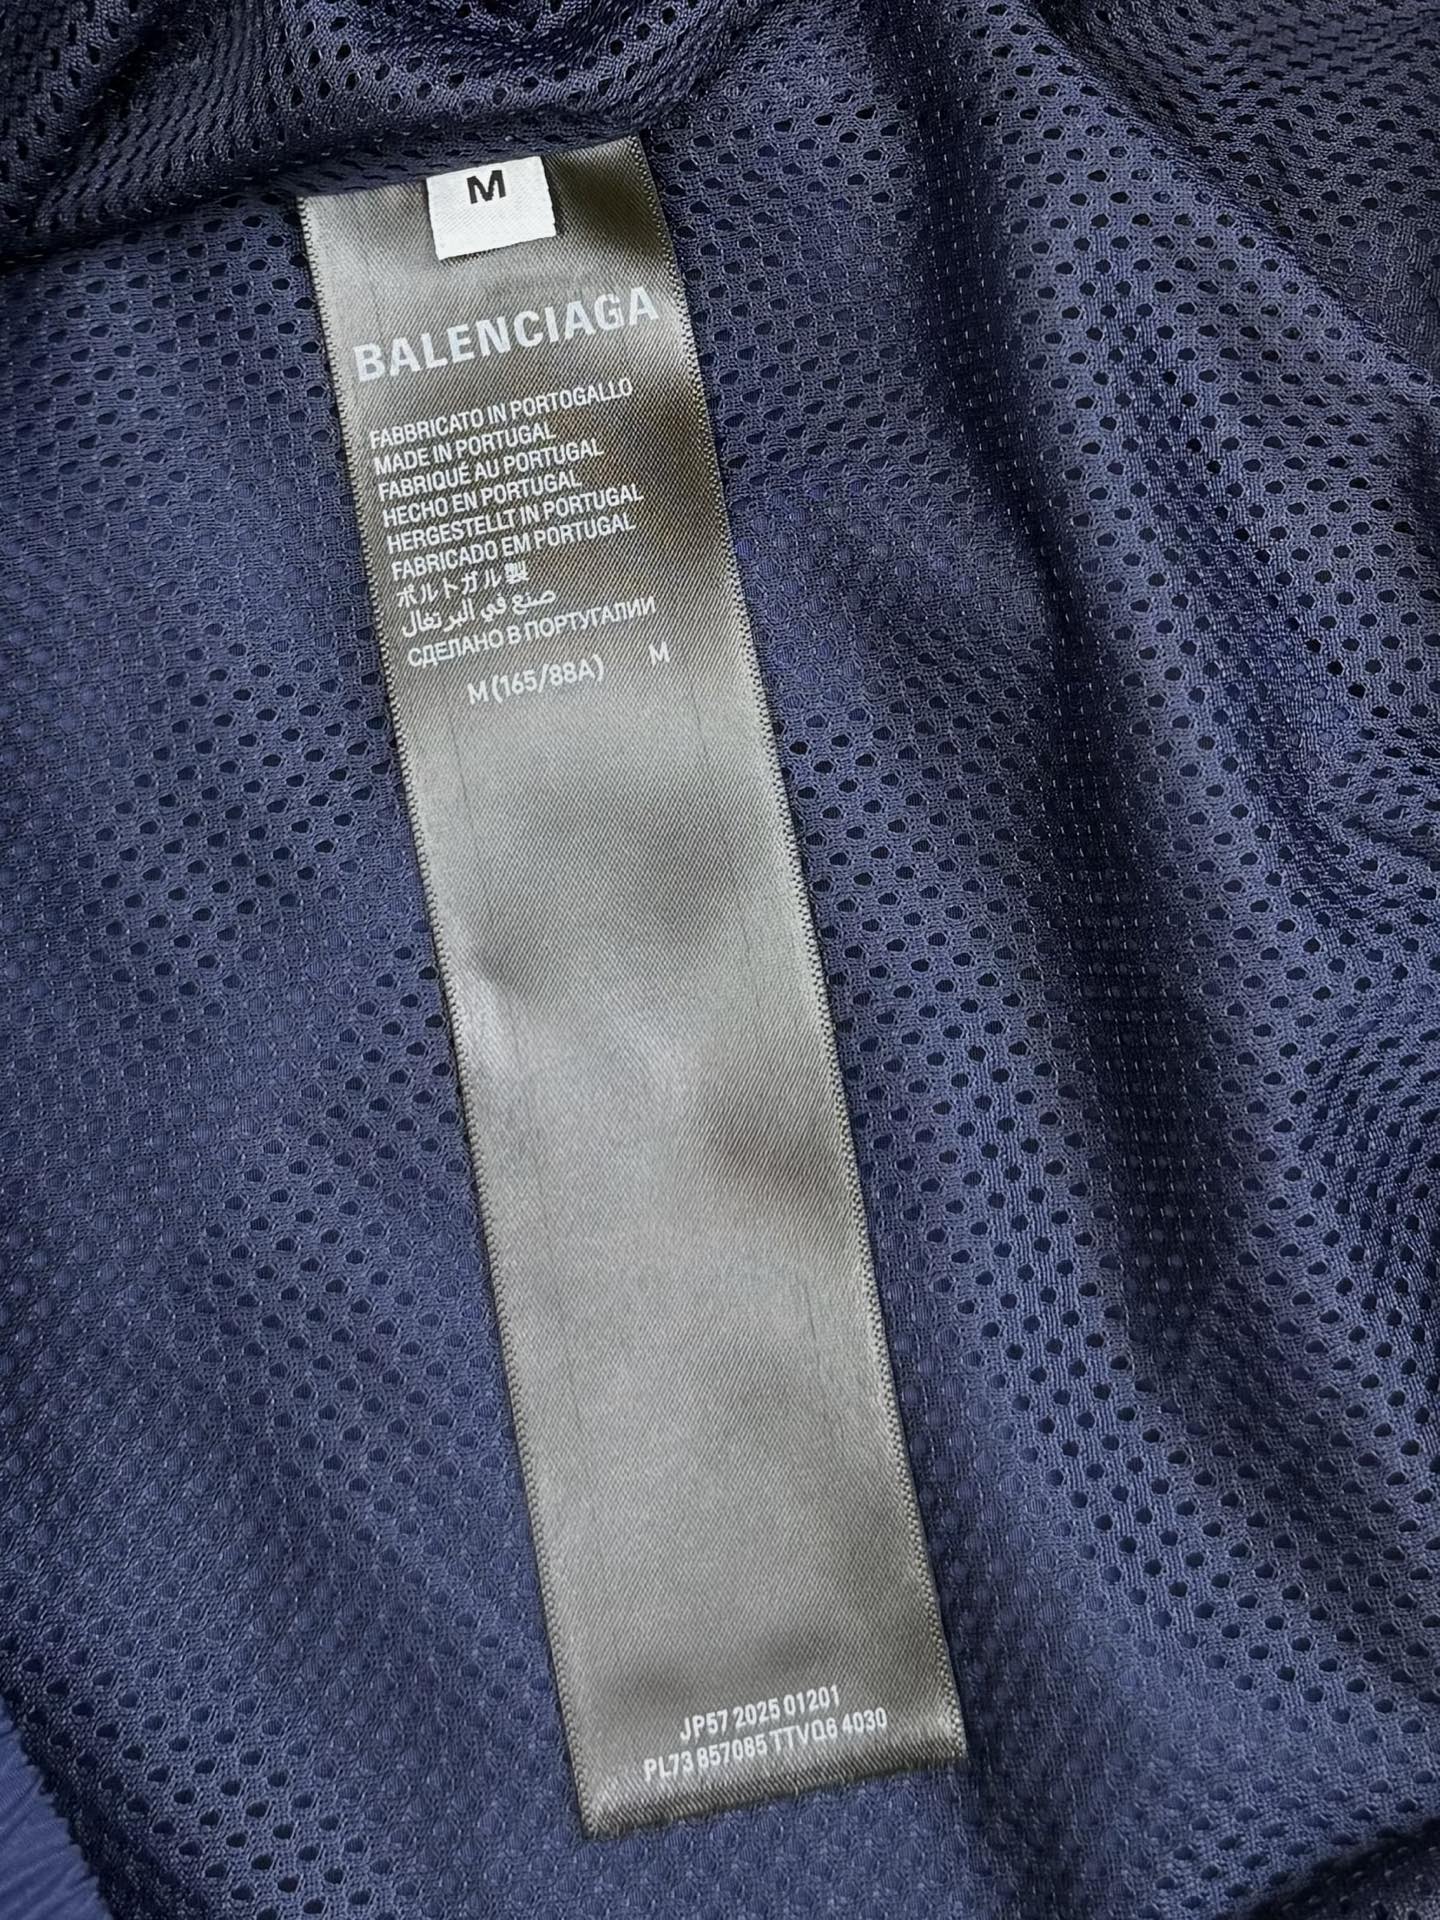 M
BALENCIAGA
FABBRICATO IN PORTOGALLO
MADE IN PORTUGAL
FABRIQUÉ AU PORTUGAL
HECHO EN PORTUGAL
HERGESTELLT IN PORTUGAL
FABRICADO EM PORTUGAL
ポルトガル製
صنع في البرتغال
СДЕЛАНО В ПОРТУГАЛИИ
M (165/88A) M
JP57 2025 01201
PL73 857085 TTVQ6 4030